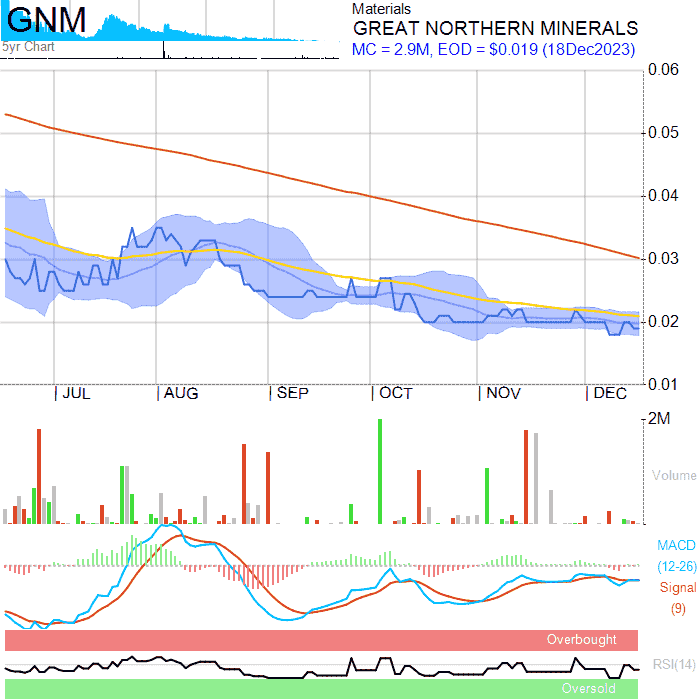 GNM
5yr Chart
Materials
GREAT NORTHERN MINERALS
MC = 2.9M, EOD = $0.019 (18Dec2023)
0.06
0.05
0.04
0.03
0.02
0.01
JUL
AUG
SEP
OCT
NOV
DEC
2M
Volume
MACD
(12-26)
Signal
(9)
Overbought
RSI(14)
Oversold